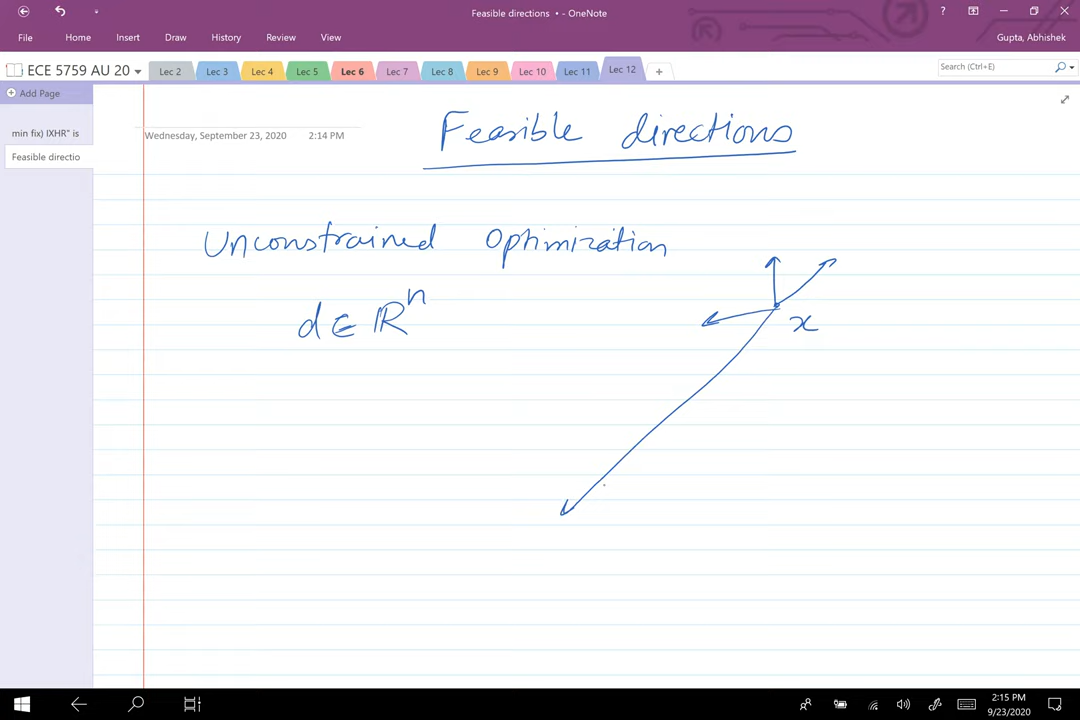 Feasible directions • - OneNote
Gupta, Abhishek
File Home Insert Draw History Review View
ECE 5759 AU 20 Lec 2 Lec 3 Lec 4 Lec 5 Lec 6 Lec 7 Lec 8 Lec 9 Lec 10 Lec 11 Lec 12
Search (Ctrl+E)
Add Page
min fix) IXHR" is
Feasible directio
Wednesday, September 23, 2020 2:14 PM
Feasible directions
Unconstrained Optimization
d ∈ ℝⁿ
x
2:15 PM
9/23/2020